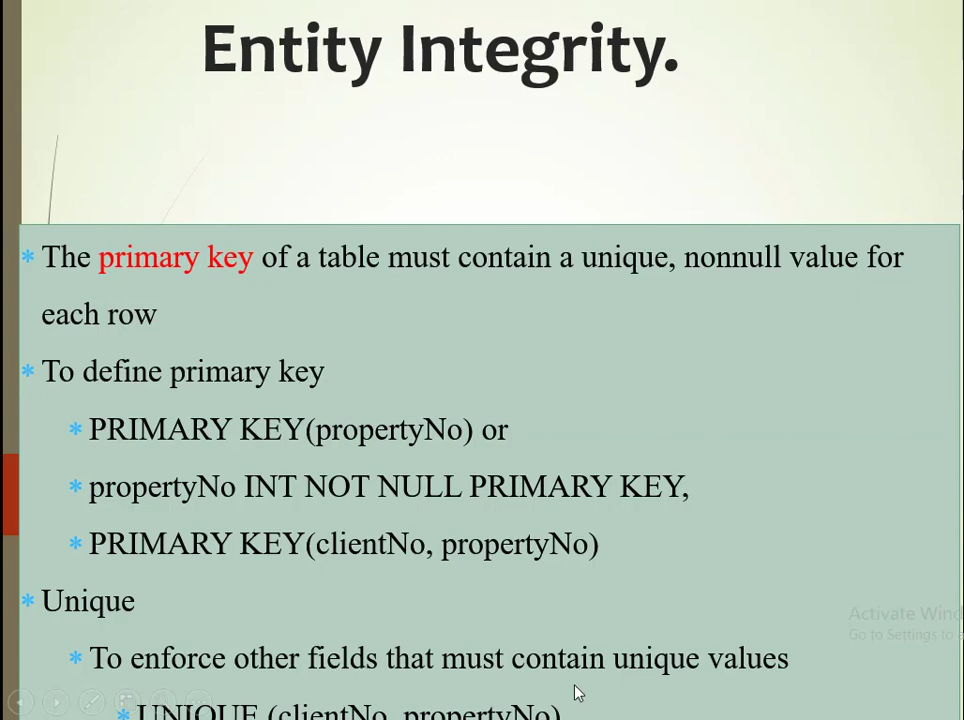 Entity Integrity.
* The primary key of a table must contain a unique, nonnull value for
each row
* To define primary key
* PRIMARY KEY(propertyNo) or
* propertyNo INT NOT NULL PRIMARY KEY,
* PRIMARY KEY(clientNo, propertyNo)
* Unique
* To enforce other fields that must contain unique values
* UNIQUE (clientNo, propertyNo)
Activate Wind
Go to Settings to a